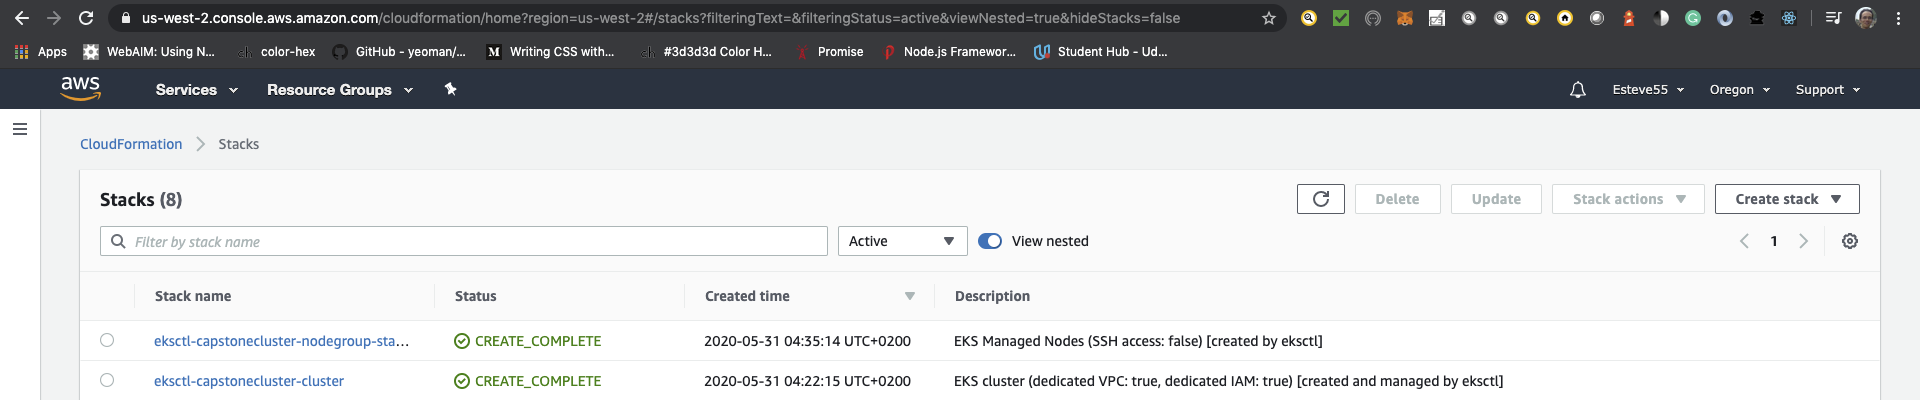 us-west-2.console.aws.amazon.com/cloudformation/home?region=us-west-2#/stacks?filteringText=&filteringStatus=active&viewNested=true&hideStacks=false
Apps WebAIM: Using N... color-hex GitHub - yeoman/... Writing CSS with... #3d3d3d Color H... Promise Node.js Framewor... Student Hub - Ud...
aws Services Resource Groups Esteve55 Oregon Support
CloudFormation Stacks
Stacks (8) Delete Update Stack actions Create stack
Filter by stack name Active View nested 1
Stack name Status Created time Description
eksctl-capstonecluster-nodegroup-sta... CREATE_COMPLETE 2020-05-31 04:35:14 UTC+0200 EKS Managed Nodes (SSH access: false) [created by eksctl]
eksctl-capstonecluster-cluster CREATE_COMPLETE 2020-05-31 04:22:15 UTC+0200 EKS cluster (dedicated VPC: true, dedicated IAM: true) [created and managed by eksctl]